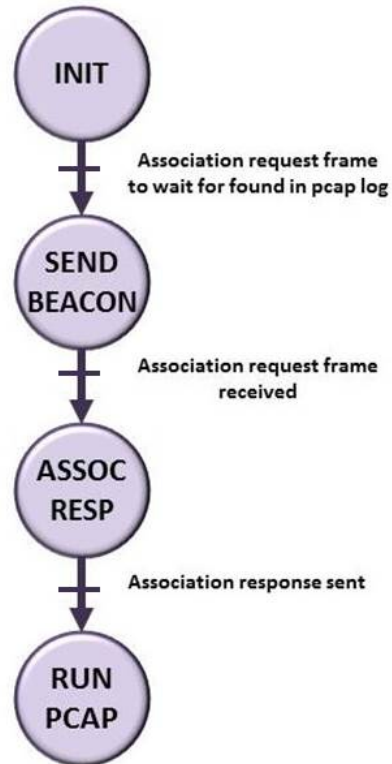 INIT
Association request frame
to wait for found in pcap log
SEND
BEACON
Association request frame
received
ASSOC
RESP
Association response sent
RUN
PCAP